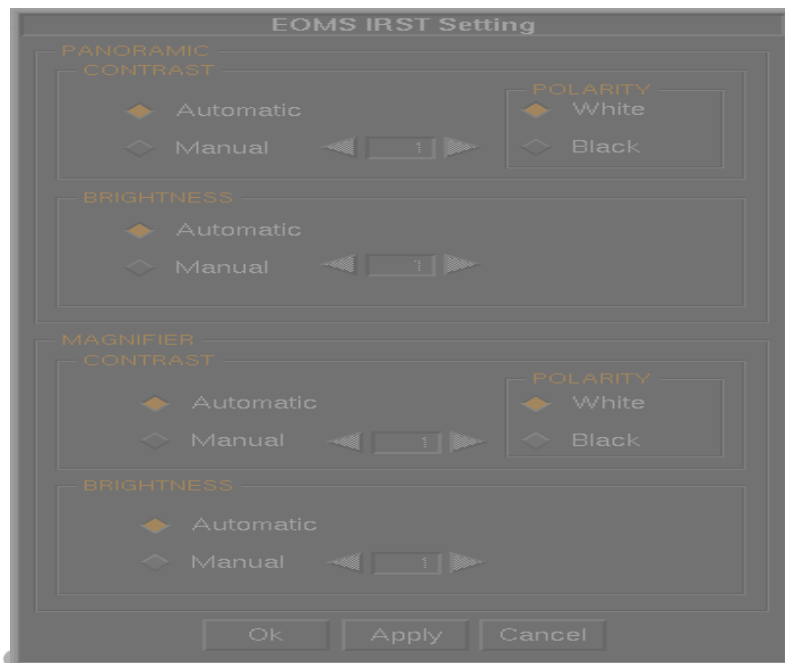 EOMS IRST Setting
PANORAMIC
CONTRAST
Automatic
Manual 1
POLARITY
White
Black
BRIGHTNESS
Automatic
Manual 1
MAGNIFIER
CONTRAST
Automatic
Manual 1
POLARITY
White
Black
BRIGHTNESS
Automatic
Manual 1
Ok Apply Cancel